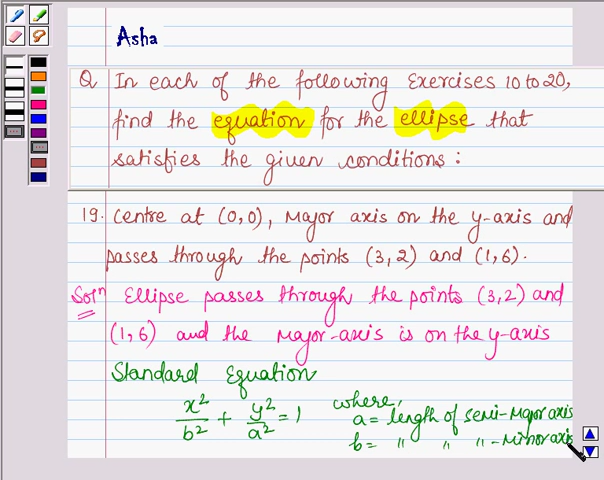 Asha
Q In each of the following Exercises 10 to 20,
find the equation for the ellipse that
satisfies the given conditions :
19. Centre at (0,0), Major axis on the y-axis and
passes through the points (3,2) and (1,6).
Solⁿ Ellipse passes through the points (3,2) and
(1,6) and the Major-axis is on the y-axis
Standard Equation
x²/b² + y²/a² = 1 where,
a = length of semi-Major axis
b = " " " -Minor axis